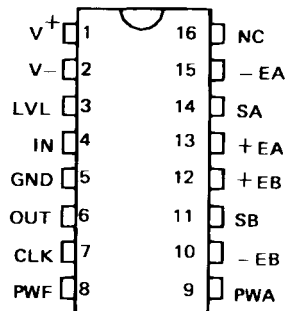 V+ 1 16 NC
V- 2 15 -EA
LVL 3 14 SA
IN 4 13 +EA
GND 5 12 +EB
OUT 6 11 SB
CLK 7 10 -EB
PWF 8 9 PWA